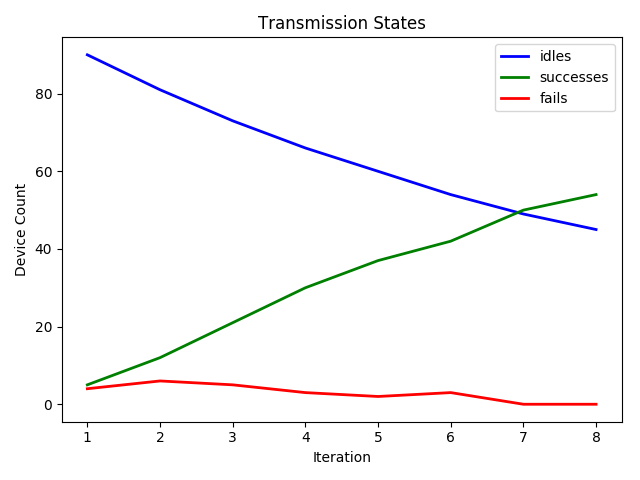 Transmission States
idles
successes
fails
Device Count
80
60
40
20
0
1 2 3 4 5 6 7 8
Iteration